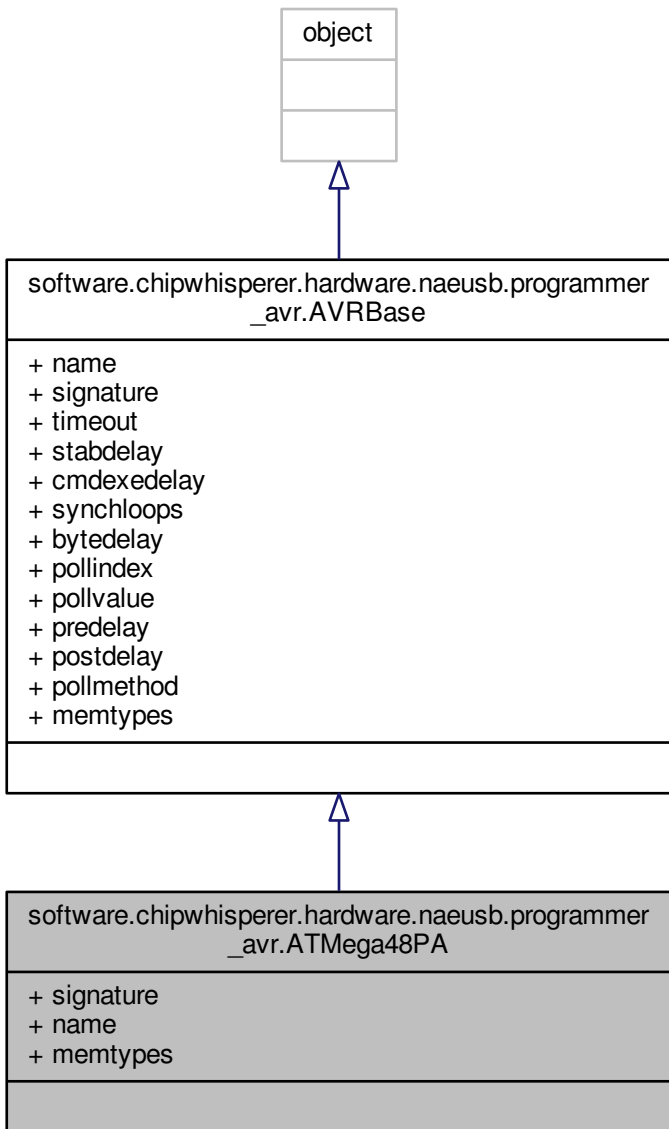 object
software.chipwhisperer.hardware.naeusb.programmer
_avr.AVRBase
+ name
+ signature
+ timeout
+ stabdelay
+ cmdexedelay
+ synchloops
+ bytedelay
+ pollindex
+ pollvalue
+ predelay
+ postdelay
+ pollmethod
+ memtypes
software.chipwhisperer.hardware.naeusb.programmer
_avr.ATMega48PA
+ signature
+ name
+ memtypes